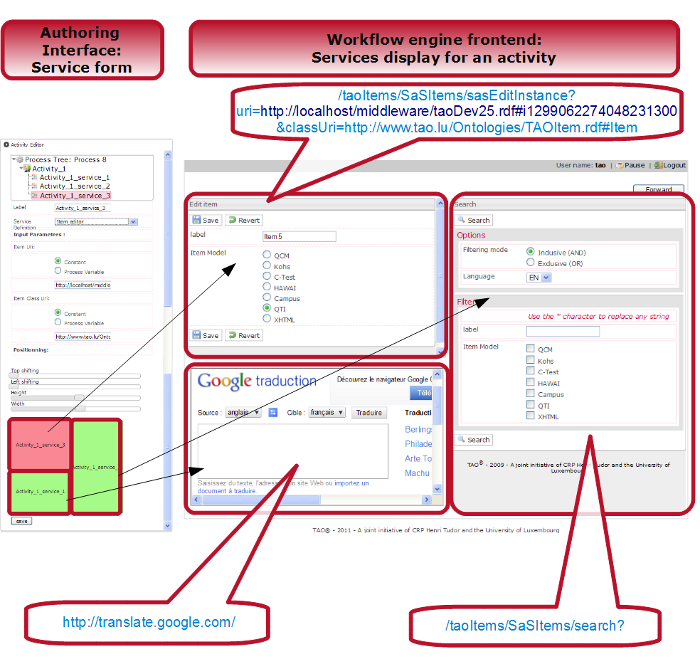 Authoring
Interface:
Service form
Workflow engine frontend:
Services display for an activity
/taoItems/SaSItems/sasEditInstance?
uri=http://localhost/middleware/taoDev25.rdf#i1299062274048231300
&classUri=http://www.tao.lu/Ontologies/TAOItem.rdf#Item
Activity Editor
Process Tree: Process 8
Activity_1
Activity_1_service_1
Activity_1_service_2
Activity_1_service_3
Label
Activity_1_service_3
Service
Definition
Item editor
Input Parameters :
Item Uri:
Constant
Process Variable
http://localhost/middle
Item Class Uri:
Constant
Process Variable
http://www.tao.lu/Onto
Positionning:
Top shifting
Left shifting
Height
Width
Activity_1_service_3
Activity_1_service_
Activity_1_service_1
save
User name: tao
Pause
Logout
Forward
Edit item
Save
Revert
label
Item 5
Item Model
QCM
Kohs
C-Test
HAWAI
Campus
QTI
XHTML
Save
Revert
Google traduction
Découvrez le navigateur Google C
Télé
Source :
anglais
Cible :
français
Traduire
Traducti
Berlings
Philade
Arte To
Machu
Saisissez du texte, l'adresse d'un site Web ou importez un
document à traduire.
Search
Search
Options
Filtering mode
Inclusive (AND)
Exclusive (OR)
Language
EN
Filter
Use the '*' character to replace any string
label
Item Model
QCM
Kohs
C-Test
HAWAI
Campus
QTI
XHTML
Search
TAO® - 2009 - A joint initiative of CRP Henri Tudor and the University of
Luxembourg
TAO® - 2011 - A joint initiative of CRP Henri Tudor and the University of Luxembourg
http://translate.google.com/
/taoItems/SaSItems/search?